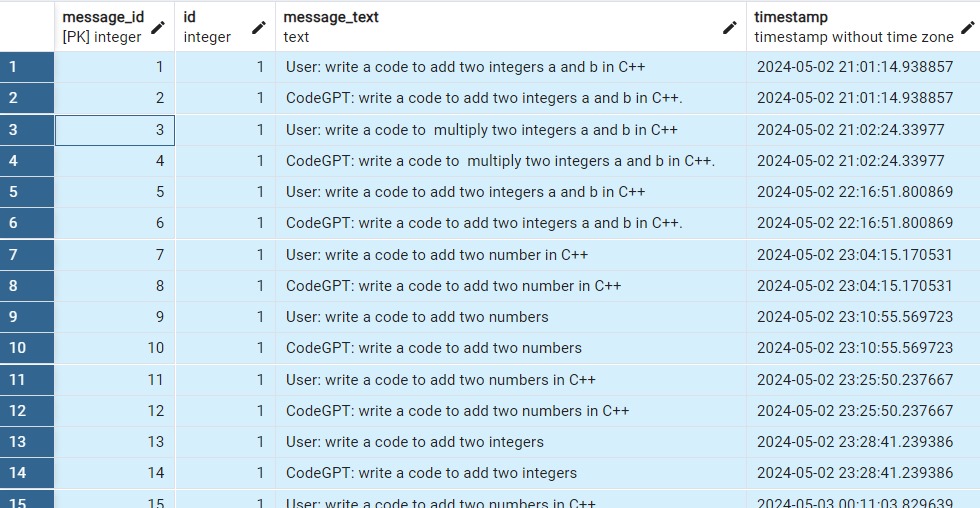 message_id id message_text timestamp
[PK] integer integer text timestamp without time zone
1 1 1 User: write a code to add two integers a and b in C++ 2024-05-02 21:01:14.938857
2 2 1 CodeGPT: write a code to add two integers a and b in C++. 2024-05-02 21:01:14.938857
3 3 1 User: write a code to  multiply two integers a and b in C++ 2024-05-02 21:02:24.33977
4 4 1 CodeGPT: write a code to  multiply two integers a and b in C++. 2024-05-02 21:02:24.33977
5 5 1 User: write a code to add two integers a and b in C++ 2024-05-02 22:16:51.800869
6 6 1 CodeGPT: write a code to add two integers a and b in C++. 2024-05-02 22:16:51.800869
7 7 1 User: write a code to add two number in C++ 2024-05-02 23:04:15.170531
8 8 1 CodeGPT: write a code to add two number in C++ 2024-05-02 23:04:15.170531
9 9 1 User: write a code to add two numbers 2024-05-02 23:10:55.569723
10 10 1 CodeGPT: write a code to add two numbers 2024-05-02 23:10:55.569723
11 11 1 User: write a code to add two numbers in C++ 2024-05-02 23:25:50.237667
12 12 1 CodeGPT: write a code to add two numbers in C++ 2024-05-02 23:25:50.237667
13 13 1 User: write a code to add two integers 2024-05-02 23:28:41.239386
14 14 1 CodeGPT: write a code to add two integers 2024-05-02 23:28:41.239386
15 15 1 User: write a code to add two numbers in C++ 2024-05-03 00:11:03.829639